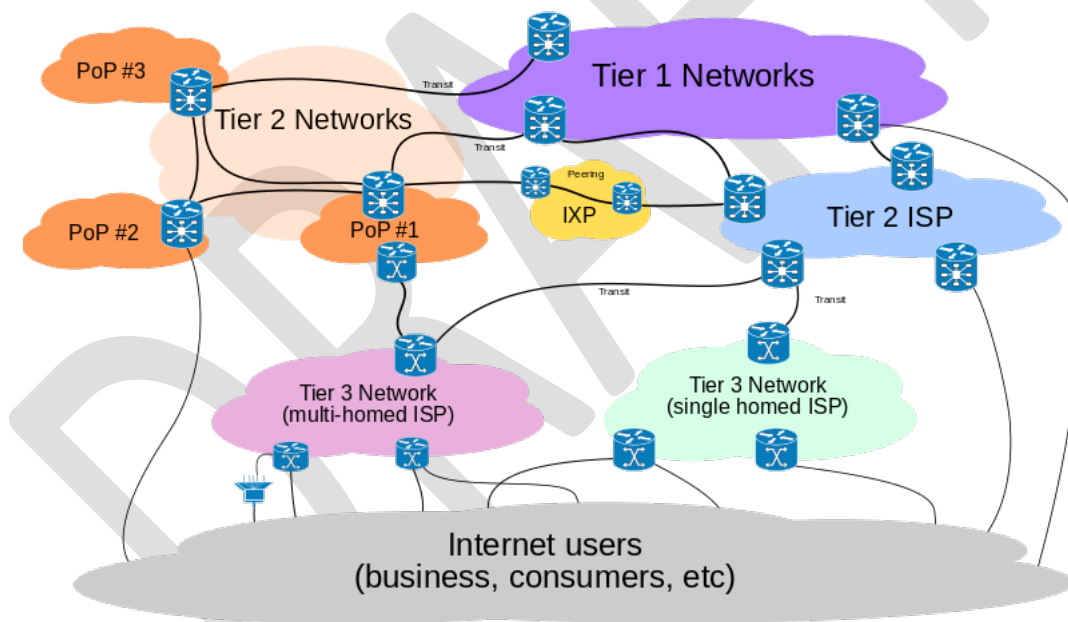 PoP #3
Transit
Tier 1 Networks
Tier 2 Networks
Transit
Peering
IXP
PoP #2
PoP #1
Tier 2 ISP
Transit
Transit
Tier 3 Network
(multi-homed ISP)
Tier 3 Network
(single homed ISP)
Internet users
(business, consumers, etc)
DRAFT